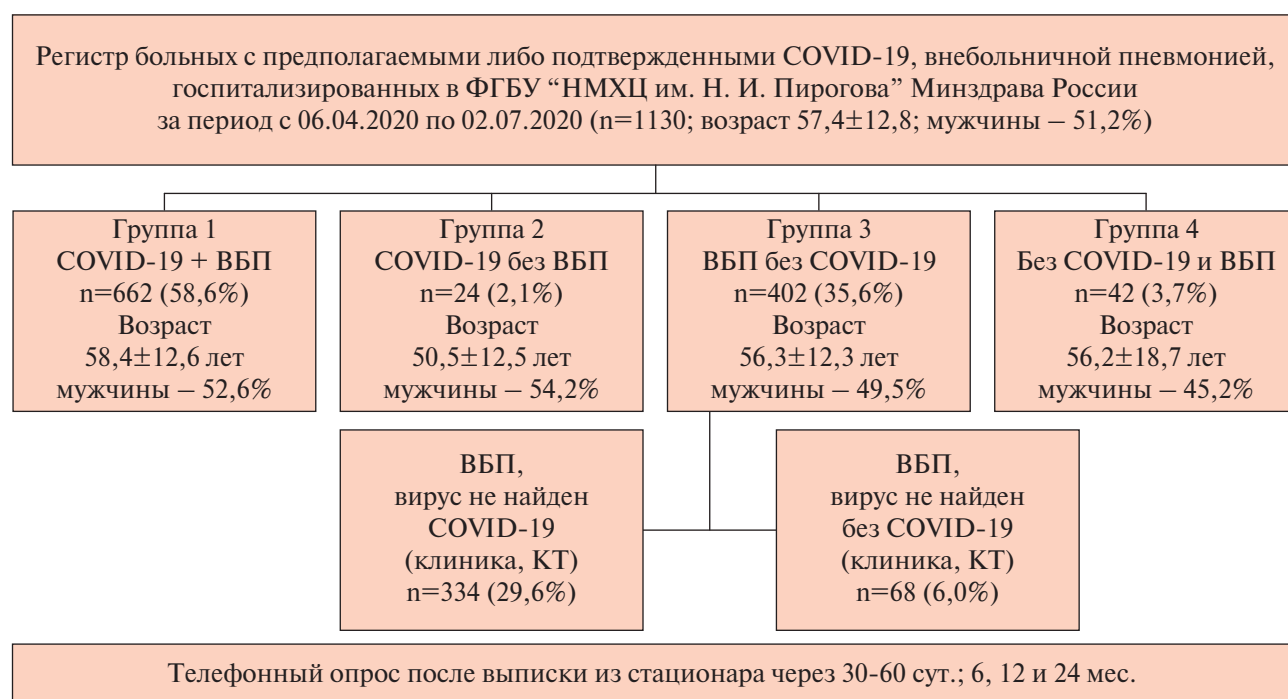 Регистр больных с предполагаемыми либо подтвержденными COVID-19, внебольничной пневмонией,
госпитализированных в ФГБУ “НМХЦ им. Н. И. Пирогова” Минздрава России
за период с 06.04.2020 по 02.07.2020 (n=1130; возраст 57,4±12,8; мужчины – 51,2%)
Группа 1
COVID-19 + ВБП
n=662 (58,6%)
Возраст
58,4±12,6 лет
мужчины – 52,6%
Группа 2
COVID-19 без ВБП
n=24 (2,1%)
Возраст
50,5±12,5 лет
мужчины – 54,2%
Группа 3
ВБП без COVID-19
n=402 (35,6%)
Возраст
56,3±12,3 лет
мужчины – 49,5%
Группа 4
Без COVID-19 и ВБП
n=42 (3,7%)
Возраст
56,2±18,7 лет
мужчины – 45,2%
ВБП,
вирус не найден
COVID-19
(клиника, КТ)
n=334 (29,6%)
ВБП,
вирус не найден
без COVID-19
(клиника, КТ)
n=68 (6,0%)
Телефонный опрос после выписки из стационара через 30-60 сут.; 6, 12 и 24 мес.